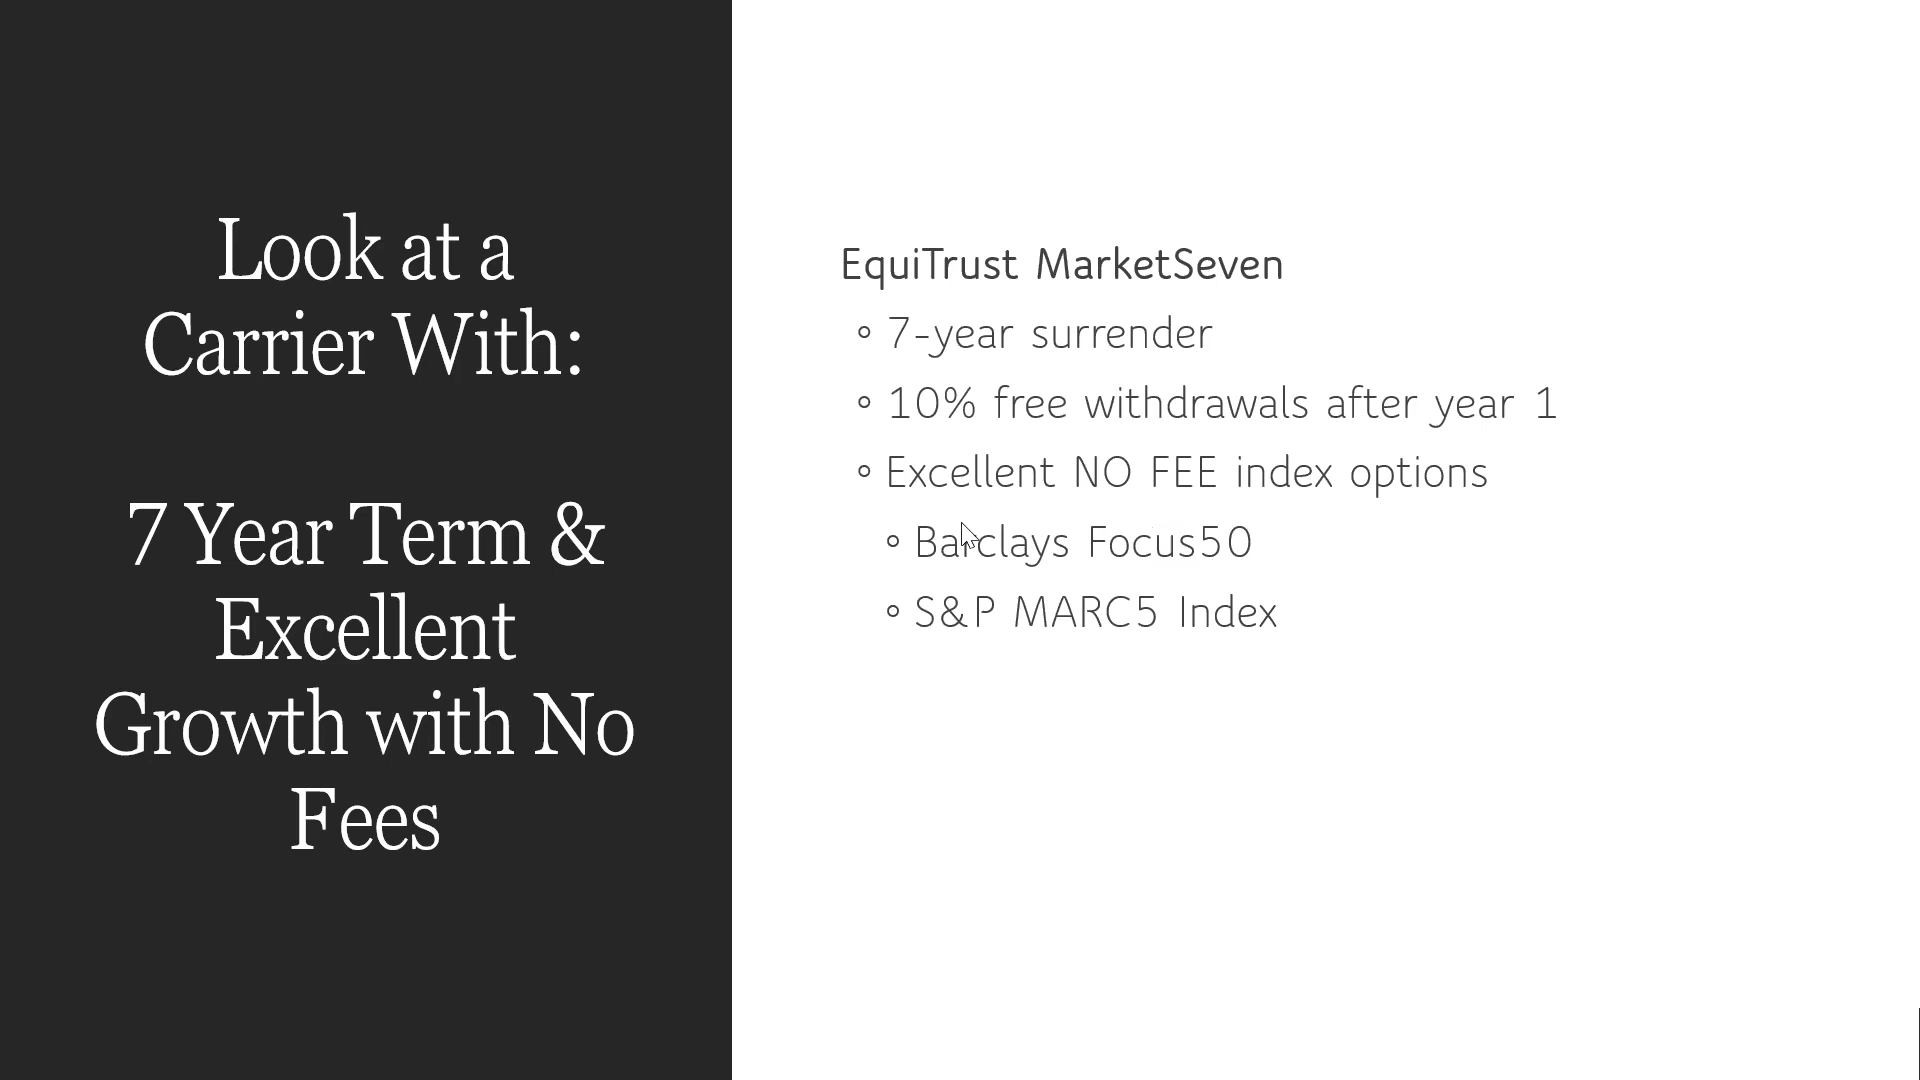 Look at a
Carrier With:
7 Year Term &
Excellent
Growth with No
Fees
EquiTrust MarketSeven
◦ 7-year surrender
◦ 10% free withdrawals after year 1
◦ Excellent NO FEE index options
◦ Barclays Focus50
◦ S&P MARC5 Index